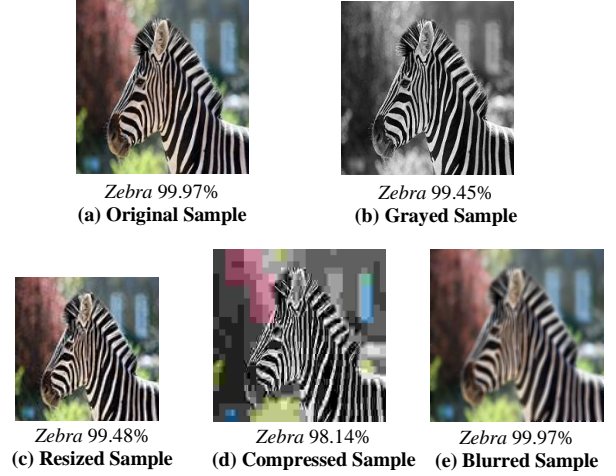 Zebra 99.97%
(a) Original Sample
Zebra 99.45%
(b) Grayed Sample
Zebra 99.48%
(c) Resized Sample
Zebra 98.14%
(d) Compressed Sample
Zebra 99.97%
(e) Blurred Sample